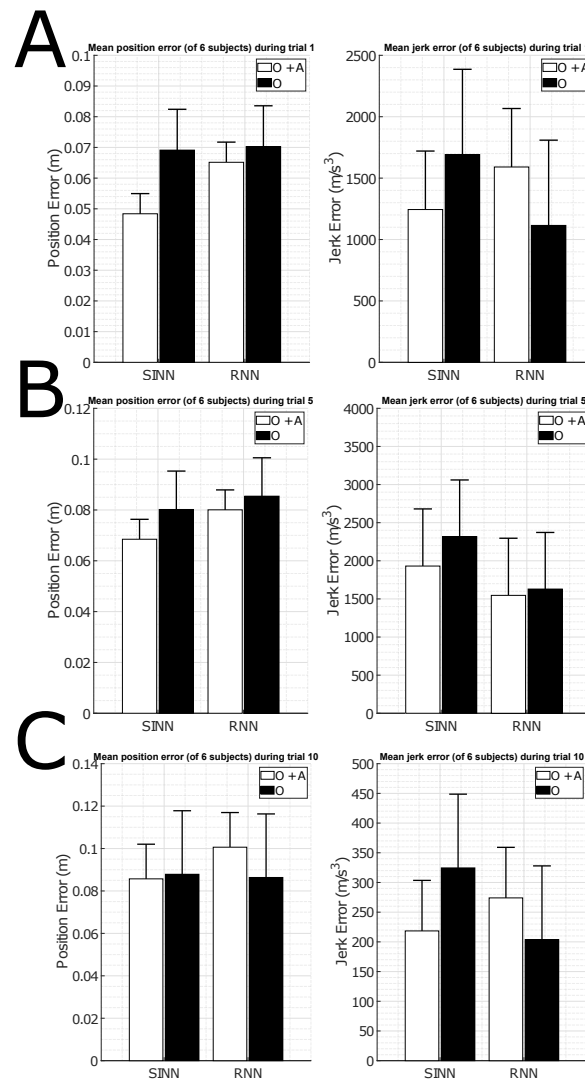 A
Mean position error (of 6 subjects) during trial 1
0.1
0.09
0.08
0.07
0.06
0.05
0.04
0.03
0.02
0.01
0
Position Error (m)
O +A
O
SINN
RNN
Mean jerk error (of 6 subjects) during trial 1
2500
2000
1500
1000
500
0
Jerk Error (m/s³)
O +A
O
SINN
RNN
B
Mean position error (of 6 subjects) during trial 5
0.12
0.1
0.08
0.06
0.04
0.02
0
Position Error (m)
O +A
O
SINN
RNN
Mean jerk error (of 6 subjects) during trial 5
4000
3500
3000
2500
2000
1500
1000
500
0
Jerk Error (m/s³)
O +A
O
SINN
RNN
C
Mean position error (of 6 subjects) during trial 10
0.14
0.12
0.1
0.08
0.06
0.04
0.02
0
Position Error (m)
O +A
O
SINN
RNN
Mean jerk error (of 6 subjects) during trial 10
500
450
400
350
300
250
200
150
100
50
0
Jerk Error (m/s³)
O +A
O
SINN
RNN